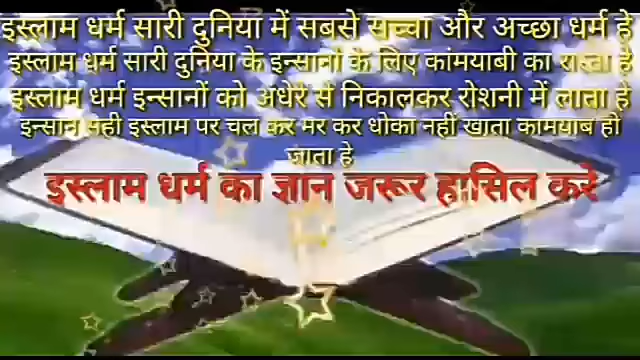 इस्लाम धर्म सारी दुनिया में सबसे सच्चा और अच्छा धर्म हे
इस्लाम धर्म सारी दुनिया के इन्सानों के लिए कांमयाबी का रास्ता हे
इस्लाम धर्म इन्सानों को अंधेरे से निकालकर रोशनी में लाता हे
इन्सान सही इस्लाम पर चल कर मर कर धोका नहीं खाता कामयाब हो
जाता हे
इस्लाम धर्म का ज्ञान जरूर हासिल करे